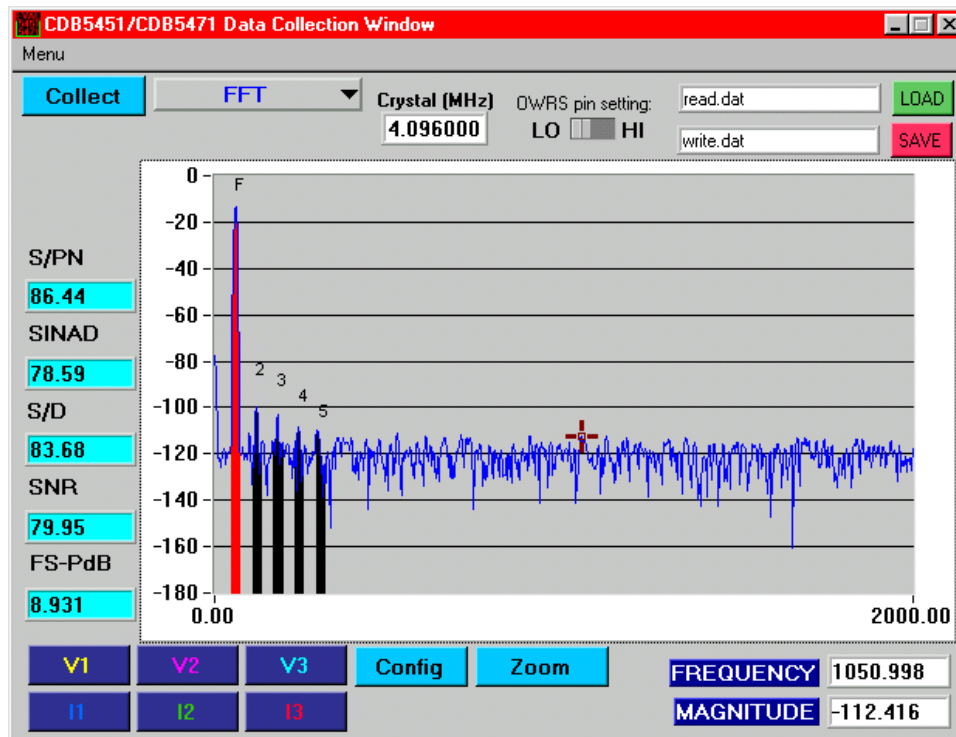 CDB5451/CDB5471 Data Collection Window
Menu
Collect
FFT
Crystal (MHz)
4.096000
OWRS pin setting:
LO HI
read.dat
LOAD
write.dat
SAVE
S/PN
86.44
SINAD
78.59
S/D
83.68
SNR
79.95
FS-PdB
8.931
0
-20
-40
-60
-80
-100
-120
-140
-160
-180
F
2
3
4
5
0.00
2000.00
V1
V2
V3
Config
Zoom
I1
I2
I3
FREQUENCY
1050.998
MAGNITUDE
-112.416